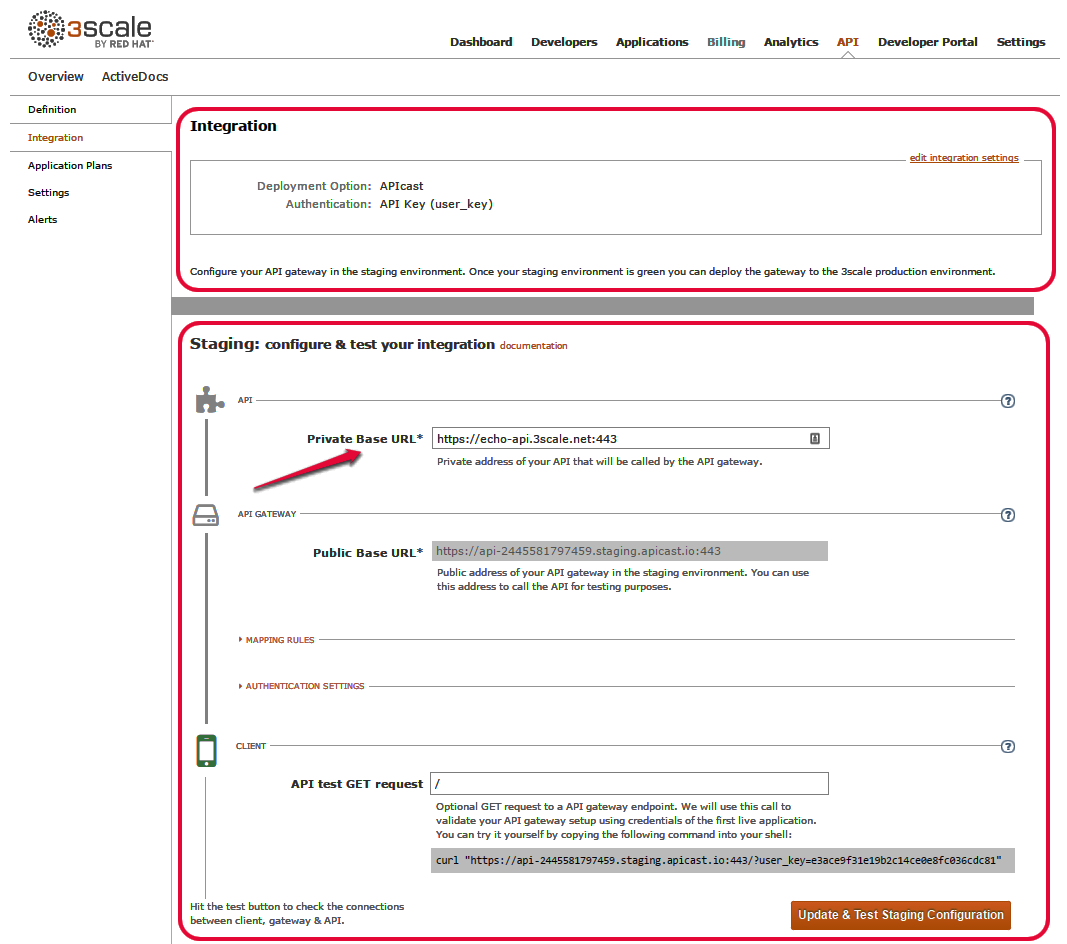 3scale
BY RED HAT
Dashboard Developers Applications Billing Analytics API Developer Portal Settings
Overview ActiveDocs
Definition
Integration
Application Plans
Settings
Alerts
Integration
edit integration settings
Deployment Option: APIcast
Authentication: API Key (user_key)
Configure your API gateway in the staging environment. Once your staging environment is green you can deploy the gateway to the 3scale production environment.
Staging: configure & test your integration documentation
API ?
Private Base URL* https://echo-api.3scale.net:443
Private address of your API that will be called by the API gateway.
API GATEWAY ?
Public Base URL* https://api-2445581797459.staging.apicast.io:443
Public address of your API gateway in the staging environment. You can use
this address to call the API for testing purposes.
MAPPING RULES
AUTHENTICATION SETTINGS
CLIENT ?
API test GET request /
Optional GET request to a API gateway endpoint. We will use this call to
validate your API gateway setup using credentials of the first live application.
You can try it yourself by copying the following command into your shell:
curl "https://api-2445581797459.staging.apicast.io:443/?user_key=e3ace9f31e19b2c14ce0e8fc036cdc81"
Hit the test button to check the connections
between client, gateway & API.
Update & Test Staging Configuration